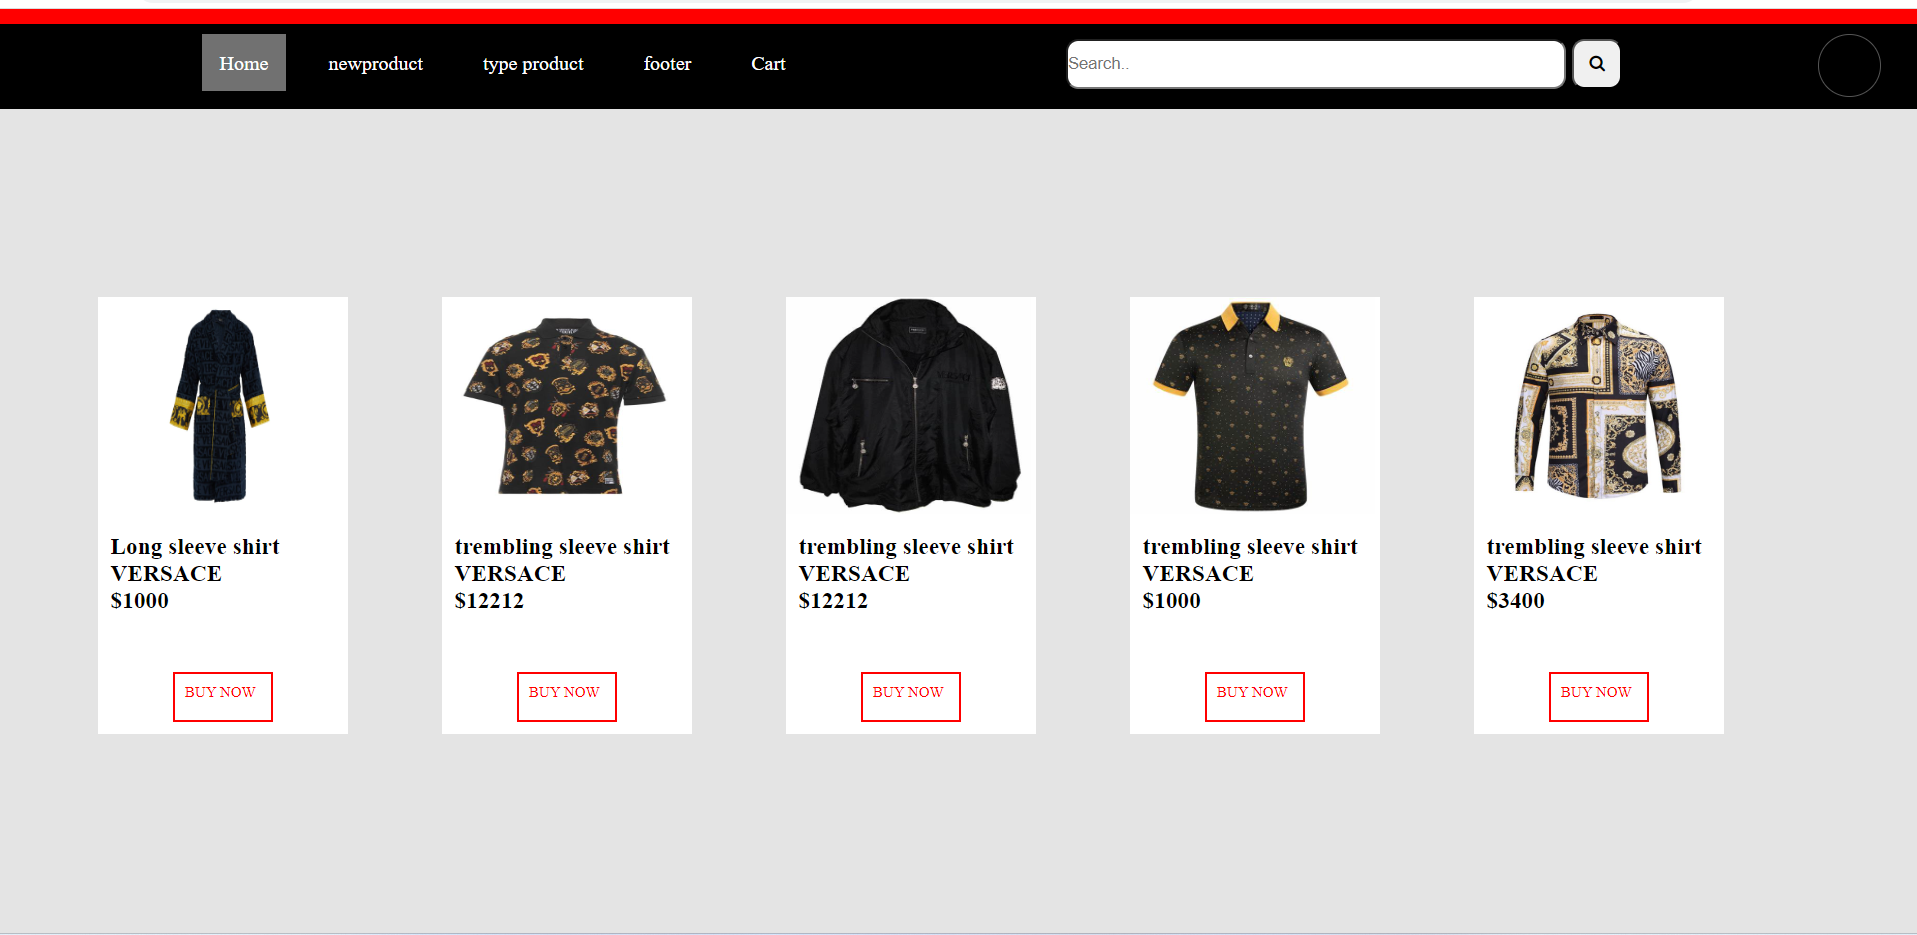 Home
newproduct
type product
footer
Cart
Search..
Long sleeve shirt
VERSACE
$1000
BUY NOW
trembling sleeve shirt
VERSACE
$12212
BUY NOW
trembling sleeve shirt
VERSACE
$12212
BUY NOW
trembling sleeve shirt
VERSACE
$1000
BUY NOW
trembling sleeve shirt
VERSACE
$3400
BUY NOW